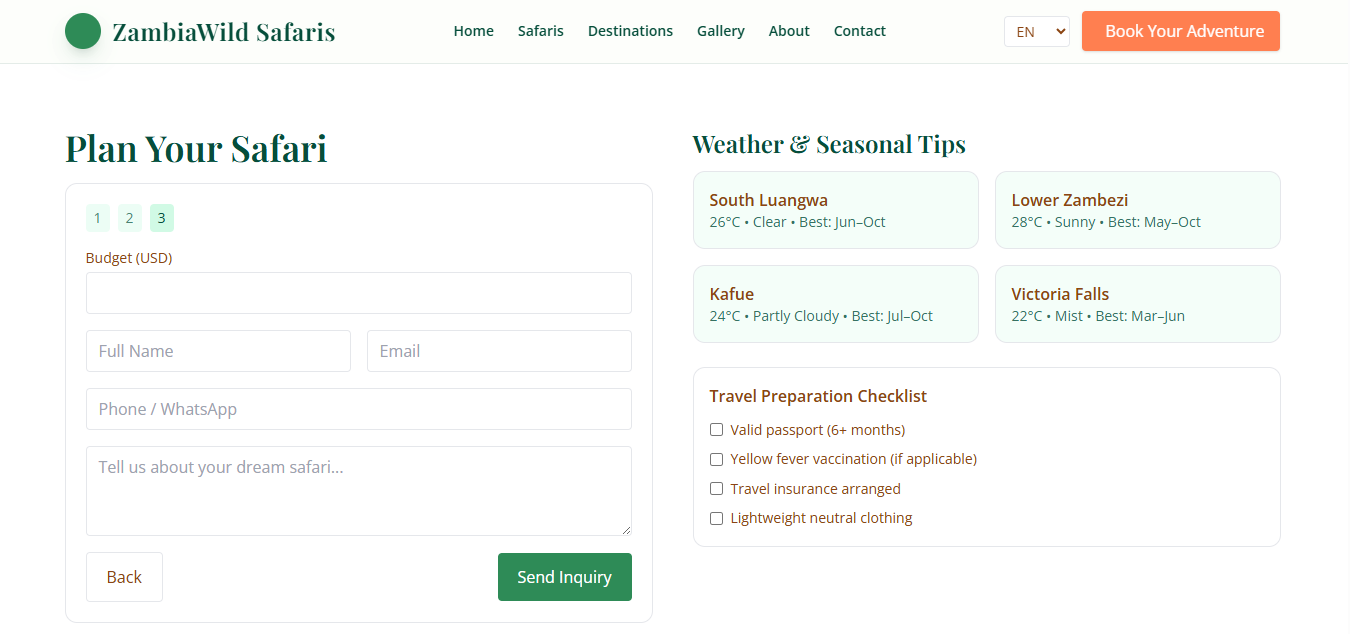 ZambiaWild Safaris
Home Safaris Destinations Gallery About Contact
EN
Book Your Adventure
Plan Your Safari
1 2 3
Budget (USD)
Full Name
Email
Phone / WhatsApp
Tell us about your dream safari...
Back
Send Inquiry
Weather & Seasonal Tips
South Luangwa
26°C • Clear • Best: Jun–Oct
Lower Zambezi
28°C • Sunny • Best: May–Oct
Kafue
24°C • Partly Cloudy • Best: Jul–Oct
Victoria Falls
22°C • Mist • Best: Mar–Jun
Travel Preparation Checklist
Valid passport (6+ months)
Yellow fever vaccination (if applicable)
Travel insurance arranged
Lightweight neutral clothing